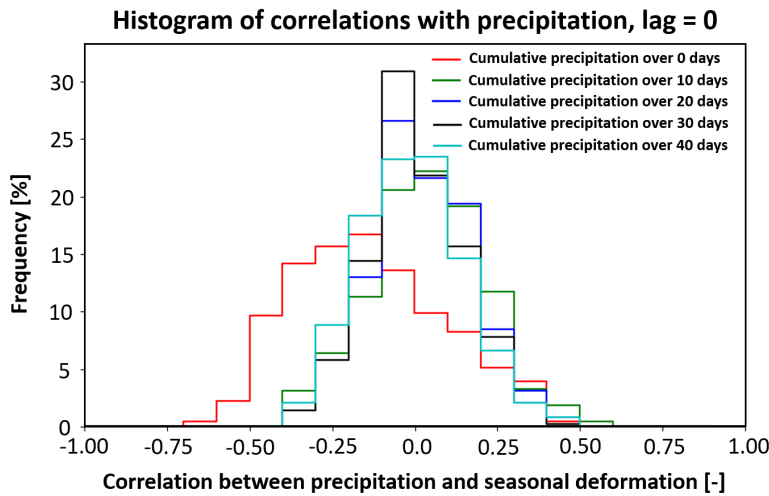 Histogram of correlations with precipitation, lag = 0
Cumulative precipitation over 0 days
Cumulative precipitation over 10 days
Cumulative precipitation over 20 days
Cumulative precipitation over 30 days
Cumulative precipitation over 40 days
Frequency [%]
30
25
20
15
10
5
0
-1.00 -0.75 -0.50 -0.25 0.0 0.25 0.50 0.75 1.00
Correlation between precipitation and seasonal deformation [-]